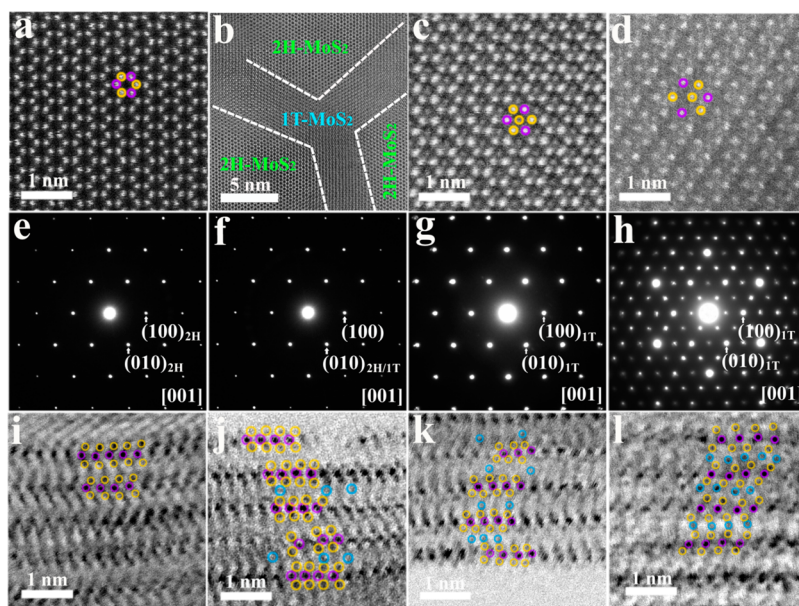 a
1 nm
b
2H-MoS₂
1T-MoS₂
2H-MoS₂
2H-MoS₂
5 nm
c
1 nm
d
1 nm
e
(100)₂H
(010)₂H
[001]
f
(100)
(010)₂H/₁T
[001]
g
(100)₁T
(010)₁T
[001]
h
(100)₁T
(010)₁T
[001]
i
1 nm
j
1 nm
k
1 nm
l
1 nm